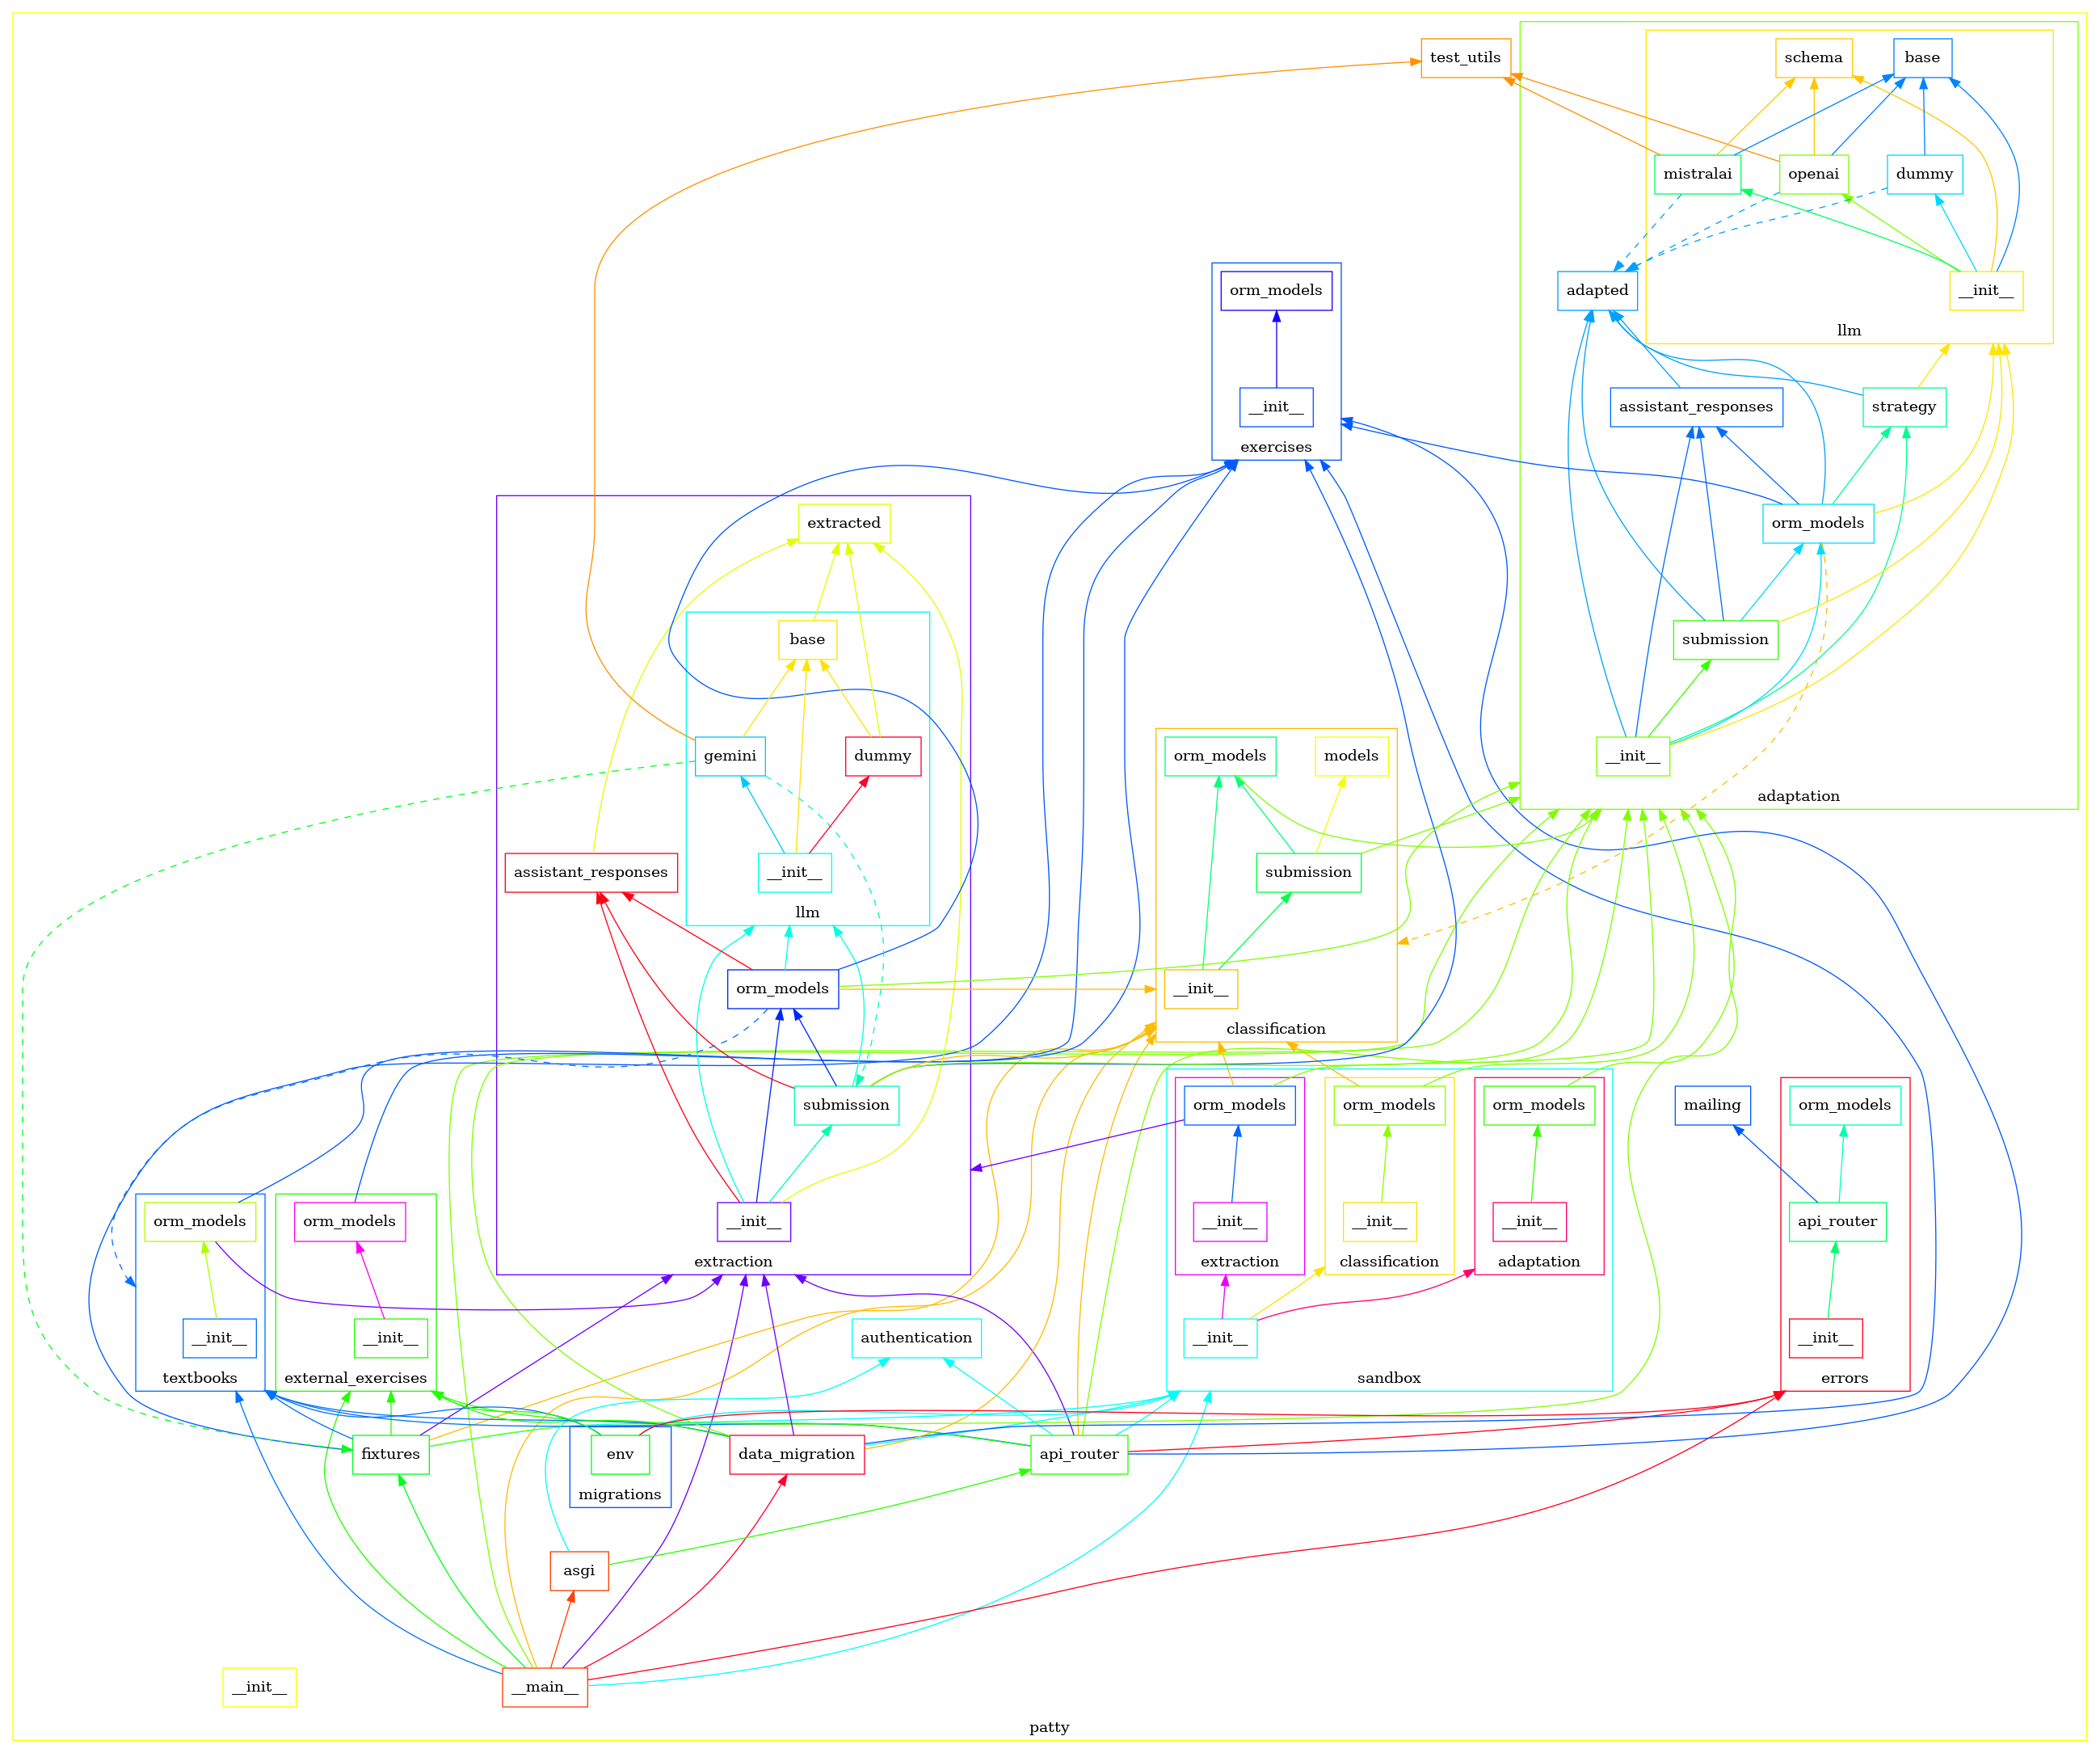 test_utils
schema
base
mistralai
openai
dummy
adapted
__init__
llm
orm_models
__init__
exercises
assistant_responses
strategy
orm_models
submission
__init__
adaptation
extracted
base
gemini
dummy
assistant_responses
__init__
llm
orm_models
submission
__init__
extraction
orm_models
models
submission
__init__
classification
orm_models
__init__
extraction
orm_models
__init__
classification
orm_models
__init__
adaptation
__init__
sandbox
mailing
orm_models
api_router
__init__
errors
orm_models
__init__
textbooks
orm_models
__init__
external_exercises
authentication
fixtures
env
migrations
data_migration
api_router
asgi
__init__
__main__
patty